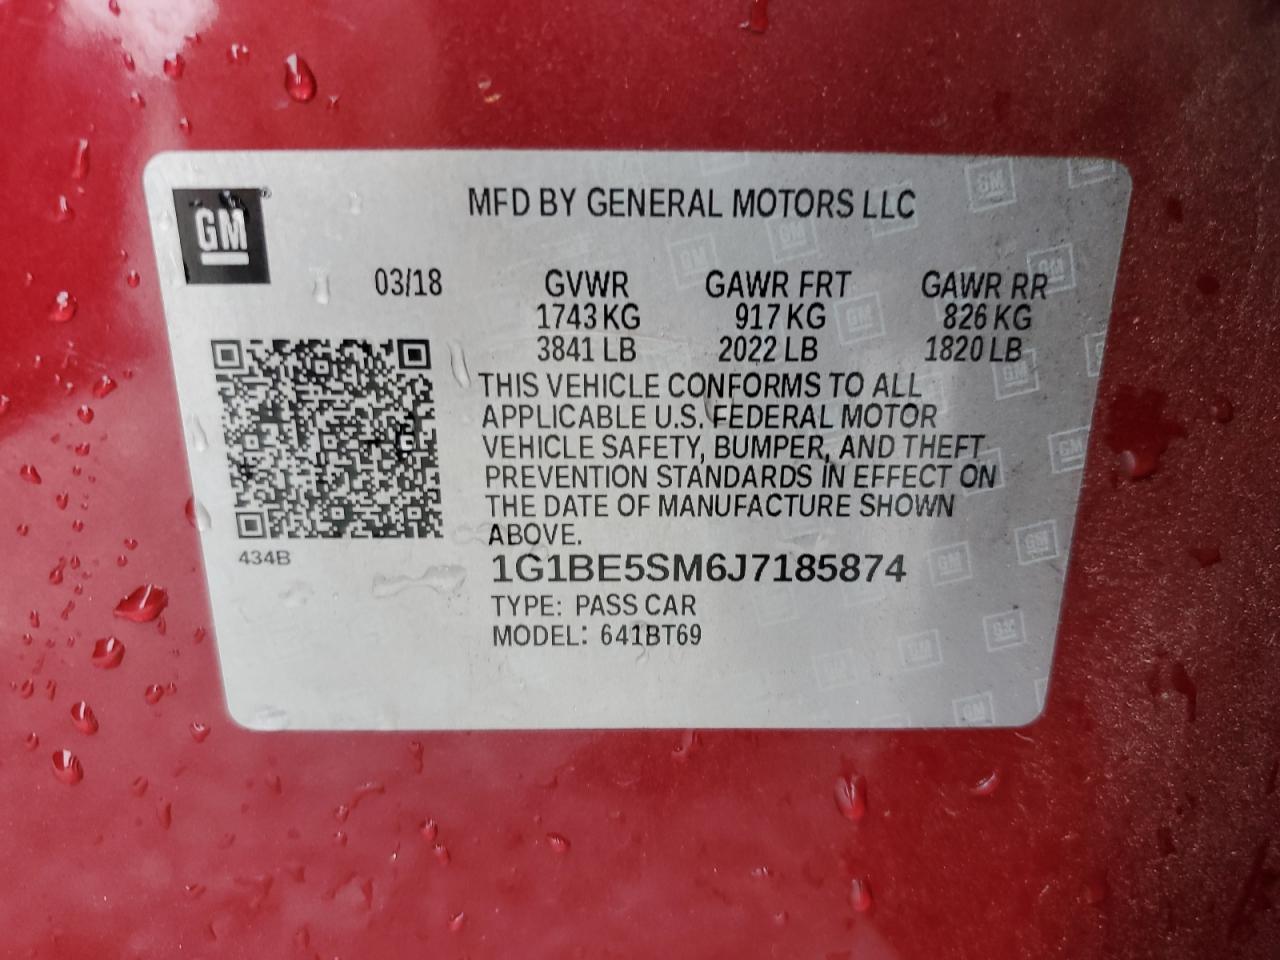 GM
MFD BY GENERAL MOTORS LLC
03/18 GVWR GAWR FRT GAWR RR
1743 KG 917 KG 826 KG
3841 LB 2022 LB 1820 LB
THIS VEHICLE CONFORMS TO ALL
APPLICABLE U.S. FEDERAL MOTOR
VEHICLE SAFETY, BUMPER, AND THEFT
PREVENTION STANDARDS IN EFFECT ON
THE DATE OF MANUFACTURE SHOWN
ABOVE.
434B
1G1BE5SM6J7185874
TYPE: PASS CAR
MODEL: 641BT69